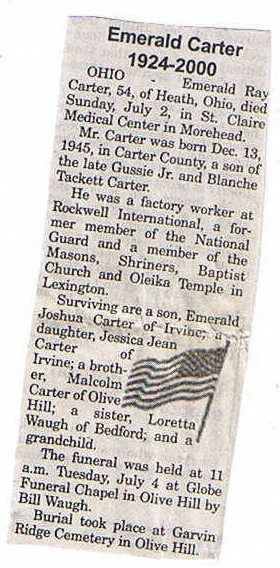 Emerald Carter
1924-2000
OHIO - Emerald Ray
Carter, 54, of Heath, Ohio, died
Sunday, July 2, in St. Claire
Medical Center in Morehead.
Mr. Carter was born Dec. 13,
1945, in Carter County, a son of
the late Gussie Jr. and Blanche
Tackett Carter.
He was a factory worker at
Rockwell International, a for-
mer member of the National
Guard and a member of the
Masons, Shriners, Baptist
Church and Oleika Temple in
Lexington.
Surviving are a son, Emerald
Joshua Carter of Irvine; a
daughter, Jessica Jean
Carter of
Irvine; a broth-
er, Malcolm
Carter of Olive
Hill; a sister, Loretta
Waugh of Bedford; and a
grandchild.
The funeral was held at 11
a.m. Tuesday, July 4 at Globe
Funeral Chapel in Olive Hill by
Bill Waugh.
Burial took place at Garvin
Ridge Cemetery in Olive Hill.